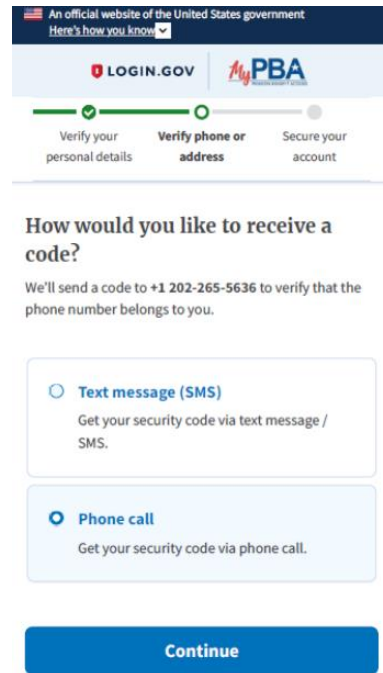 An official website of the United States government
Here's how you know
LOGIN.GOV
MyPBA
Verify your
personal details
Verify phone or
address
Secure your
account
How would you like to receive a
code?
We'll send a code to +1 202-265-5636 to verify that the
phone number belongs to you.
Text message (SMS)
Get your security code via text message /
SMS.
Phone call
Get your security code via phone call.
Continue